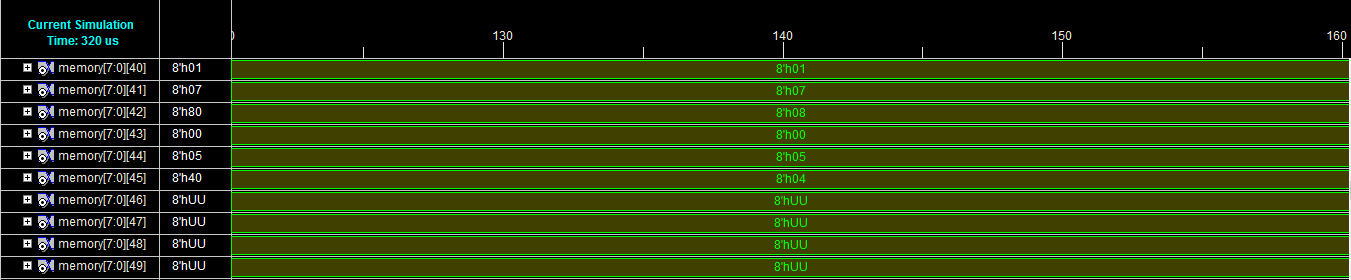 Current Simulation
Time: 320 us
0 130 140 150 160
memory[7:0][40] 8'h01 8'h01
memory[7:0][41] 8'h07 8'h07
memory[7:0][42] 8'h80 8'h08
memory[7:0][43] 8'h00 8'h00
memory[7:0][44] 8'h05 8'h05
memory[7:0][45] 8'h40 8'h04
memory[7:0][46] 8'hUU 8'hUU
memory[7:0][47] 8'hUU 8'hUU
memory[7:0][48] 8'hUU 8'hUU
memory[7:0][49] 8'hUU 8'hUU